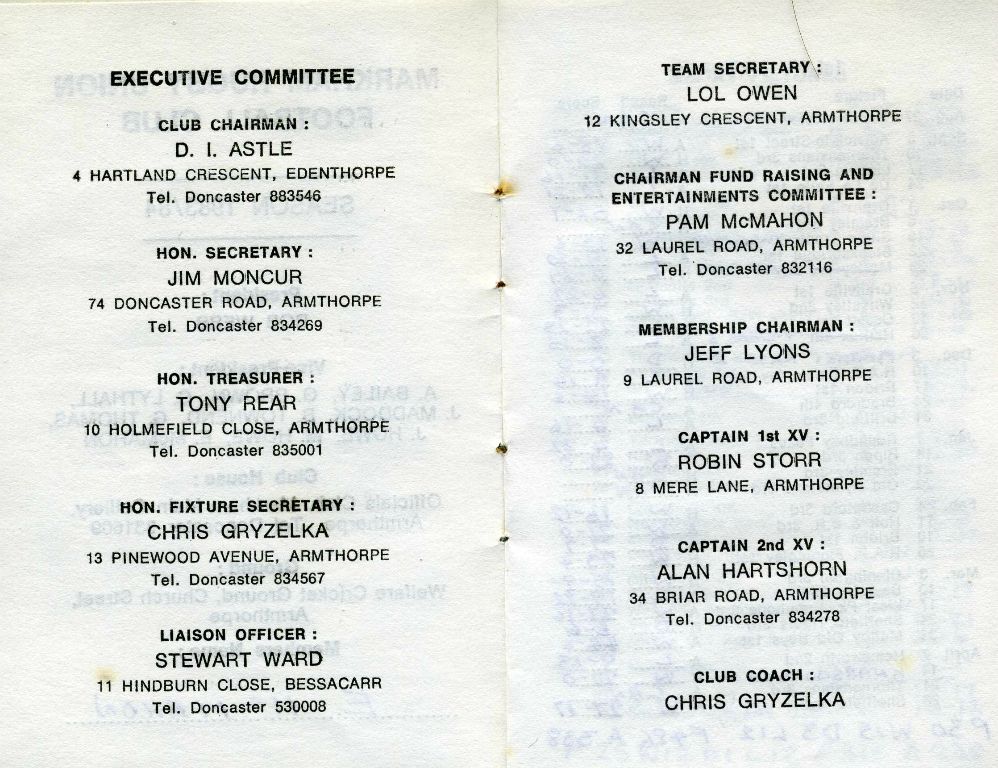 EXECUTIVE COMMITTEE
CLUB CHAIRMAN :
D. I. ASTLE
4 HARTLAND CRESCENT, EDENTHORPE
Tel. Doncaster 883546
HON. SECRETARY :
JIM MONCUR
74 DONCASTER ROAD, ARMTHORPE
Tel. Doncaster 834269
HON. TREASURER :
TONY REAR
10 HOLMEFIELD CLOSE, ARMTHORPE
Tel. Doncaster 835001
HON. FIXTURE SECRETARY :
CHRIS GRYZELKA
13 PINEWOOD AVENUE, ARMTHORPE
Tel. Doncaster 834567
LIAISON OFFICER :
STEWART WARD
11 HINDBURN CLOSE, BESSACARR
Tel. Doncaster 530008
TEAM SECRETARY :
LOL OWEN
12 KINGSLEY CRESCENT, ARMTHORPE
CHAIRMAN FUND RAISING AND
ENTERTAINMENTS COMMITTEE :
PAM McMAHON
32 LAUREL ROAD, ARMTHORPE
Tel. Doncaster 832116
MEMBERSHIP CHAIRMAN :
JEFF LYONS
9 LAUREL ROAD, ARMTHORPE
CAPTAIN 1st XV :
ROBIN STORR
8 MERE LANE, ARMTHORPE
CAPTAIN 2nd XV :
ALAN HARTSHORN
34 BRIAR ROAD, ARMTHORPE
Tel. Doncaster 834278
CLUB COACH :
CHRIS GRYZELKA